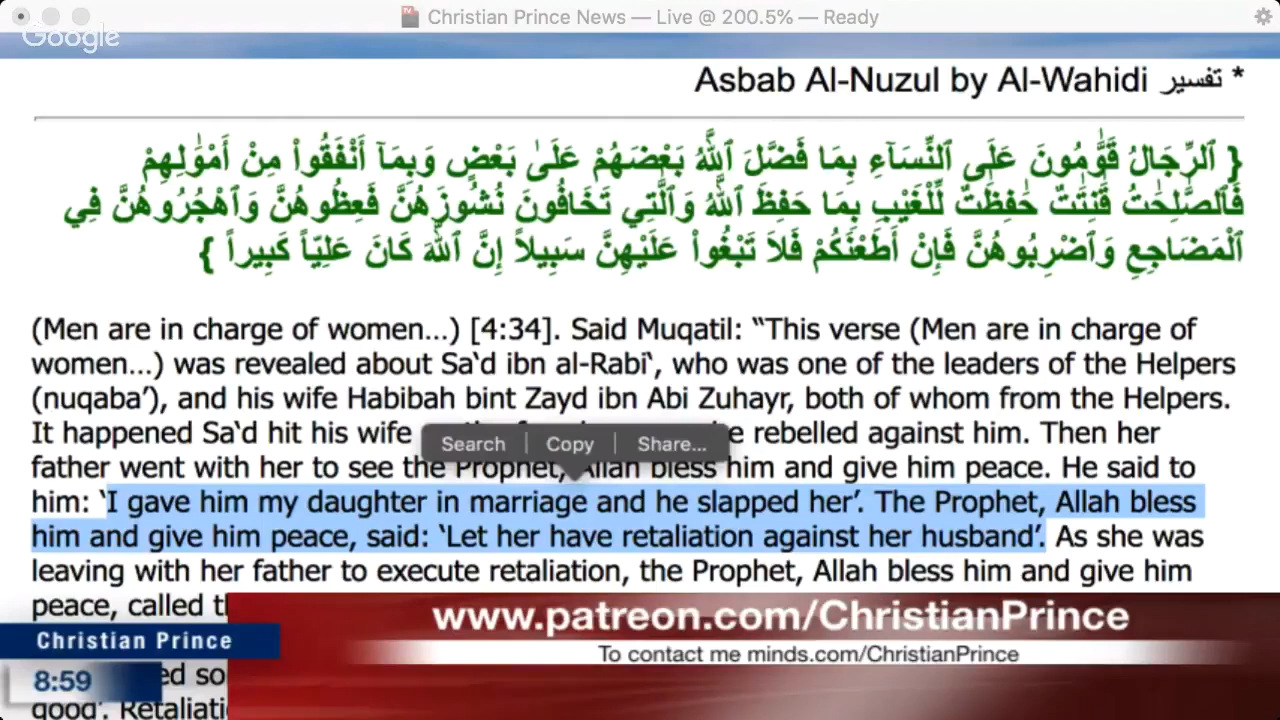 Christian Prince News — Live @ 200.5% — Ready
Google
* تفسير Asbab Al-Nuzul by Al-Wahidi
{ ٱلرِّجَالُ قَوَّٰمُونَ عَلَى ٱلنِّسَآءِ بِمَا فَضَّلَ ٱللَّهُ بَعْضَهُمْ عَلَىٰ بَعْضٍ وَبِمَآ أَنْفَقُواْ مِنْ أَمْوَٰلِهِمْ
فَٱلصَّٰلِحَٰتُ قَٰنِتَٰتٌ حَٰفِظَٰتٌ لِّلْغَيْبِ بِمَا حَفِظَ ٱللَّهُ وَٱلَّٰتِي تَخَافُونَ نُشُوزَهُنَّ فَعِظُوهُنَّ وَٱهْجُرُوهُنَّ فِي
ٱلْمَضَاجِعِ وَٱضْرِبُوهُنَّ فَإِنْ أَطَعْنَكُمْ فَلاَ تَبْغُواْ عَلَيْهِنَّ سَبِيلاً إِنَّ ٱللَّهَ كَانَ عَلِيّاً كَبِيراً }
(Men are in charge of women…) [4:34]. Said Muqatil: “This verse (Men are in charge of
women…) was revealed about Sa‘d ibn al-Rabi‘, who was one of the leaders of the Helpers
(nuqaba’), and his wife Habibah bint Zayd ibn Abi Zuhayr, both of whom from the Helpers.
It happened Sa‘d hit his wife rebelled against him. Then her
Search Copy Share...
father went with her to see the Prophet, Allah bless him and give him peace. He said to
him: ‘I gave him my daughter in marriage and he slapped her’. The Prophet, Allah bless
him and give him peace, said: ‘Let her have retaliation against her husband’. As she was
leaving with her father to execute retaliation, the Prophet, Allah bless him and give him
peace, called
www.patreon.com/ChristianPrince
Christian Prince
To contact me minds.com/ChristianPrince
8:59
so
good’. Retaliati